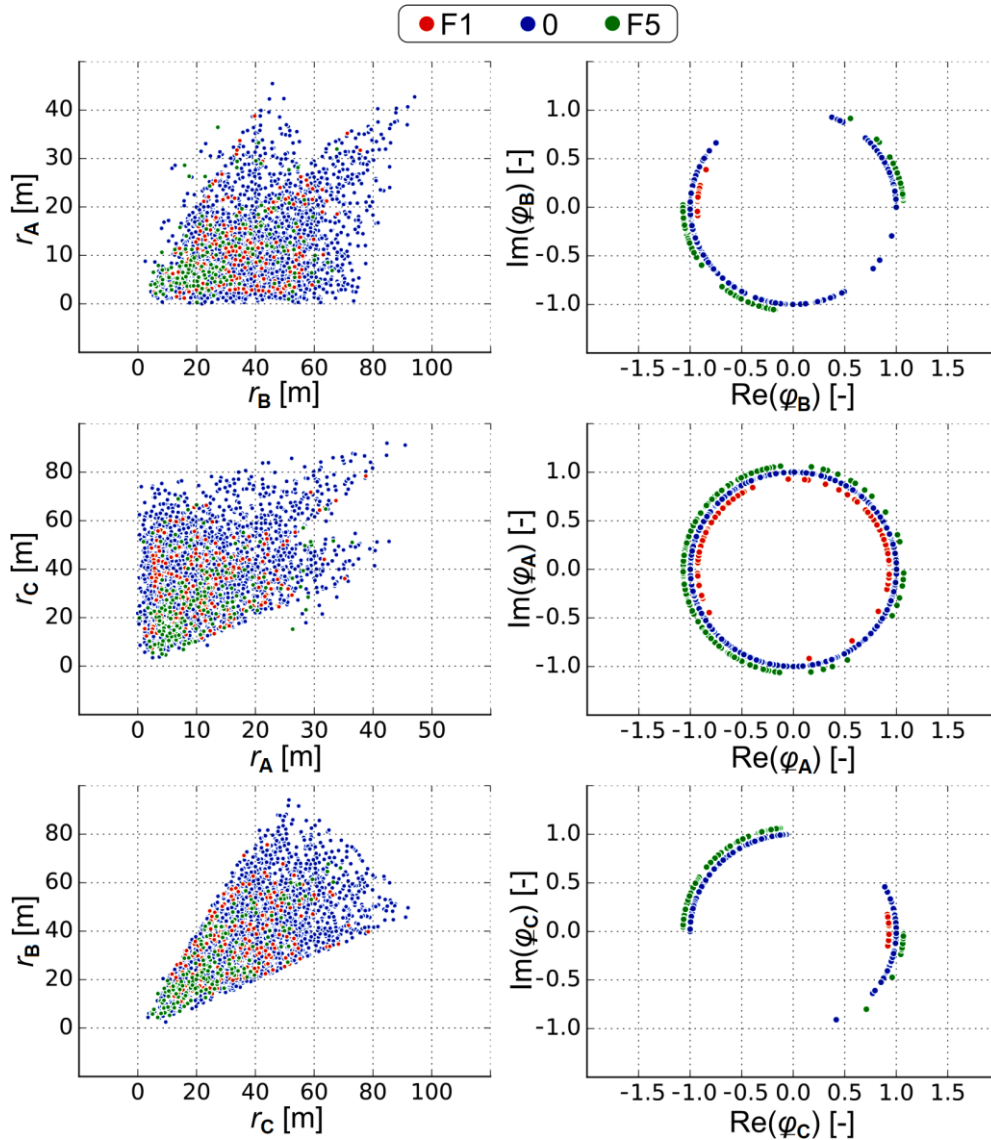 F1 0 F5
40
30
20
10
0
0 20 40 60 80 100
r_A [m]
r_B [m]
1.0
0.5
0.0
-0.5
-1.0
-1.5 -1.0 -0.5 0.0 0.5 1.0 1.5
Im(φ_B) [-]
Re(φ_B) [-]
80
60
40
20
0
0 10 20 30 40 50
r_C [m]
r_A [m]
1.0
0.5
0.0
-0.5
-1.0
-1.5 -1.0 -0.5 0.0 0.5 1.0 1.5
Im(φ_A) [-]
Re(φ_A) [-]
80
60
40
20
0
0 20 40 60 80 100
r_B [m]
r_C [m]
1.0
0.5
0.0
-0.5
-1.0
-1.5 -1.0 -0.5 0.0 0.5 1.0 1.5
Im(φ_C) [-]
Re(φ_C) [-]